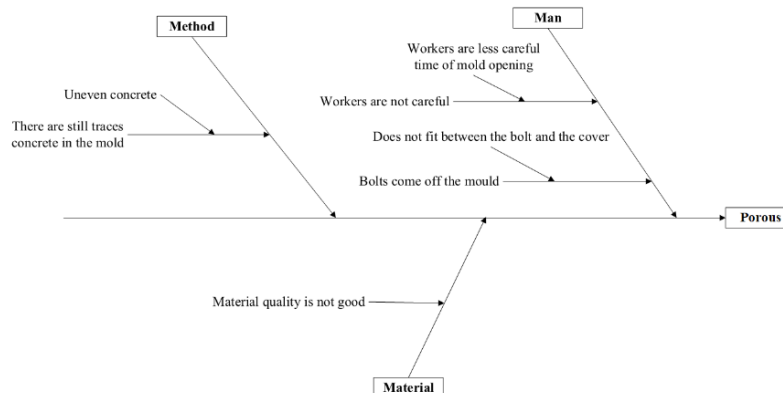 Method
Man
Workers are less careful
time of mold opening
Uneven concrete
Workers are not careful
There are still traces
concrete in the mold
Does not fit between the bolt and the cover
Bolts come off the mould
Porous
Material quality is not good
Material